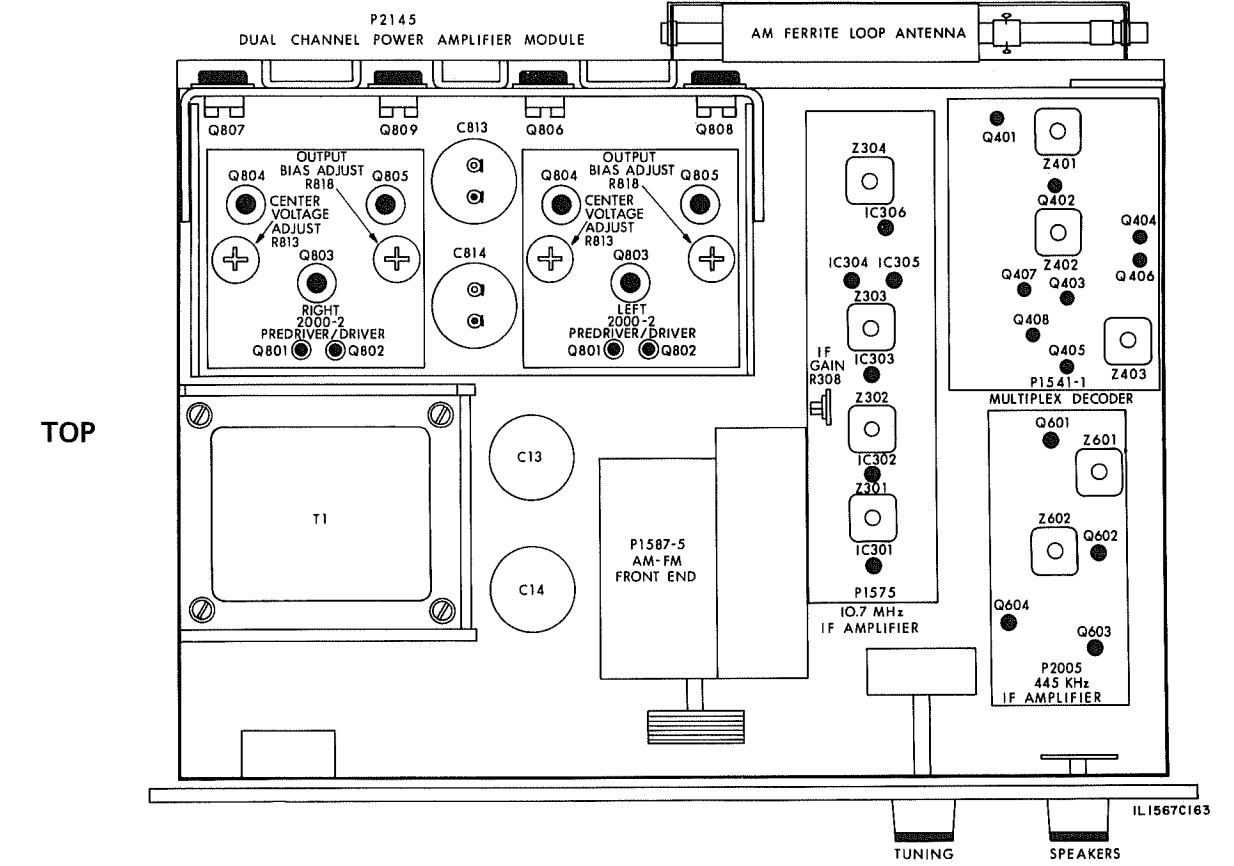 P2145
DUAL CHANNEL POWER AMPLIFIER MODULE
AM FERRITE LOOP ANTENNA
Q807
Q809
Q806
Q808
C813
OUTPUT
BIAS ADJUST
R818
Q804
Q805
CENTER
VOLTAGE
ADJUST
R813
Q803
RIGHT
2000-2
PREDRIVER/DRIVER
Q801
Q802
C814
OUTPUT
BIAS ADJUST
R818
Q804
Q805
CENTER
VOLTAGE
ADJUST
R813
Q803
LEFT
2000-2
PREDRIVER/DRIVER
Q801
Q802
Z304
IC306
IC304
IC305
Z303
IF
GAIN
R308
IC303
Z302
IC302
Z301
IC301
P1575
10.7 MHz
IF AMPLIFIER
Q401
Z401
Q402
Q404
Z402
Q406
Q407
Q403
Q408
Q405
Z403
P1541-1
MULTIPLEX DECODER
Q601
Z601
Z602
Q602
Q604
Q603
P2005
445 KHz
IF AMPLIFIER
TOP
T1
C13
C14
P1587-5
AM-FM
FRONT END
IL1567C163
TUNING
SPEAKERS